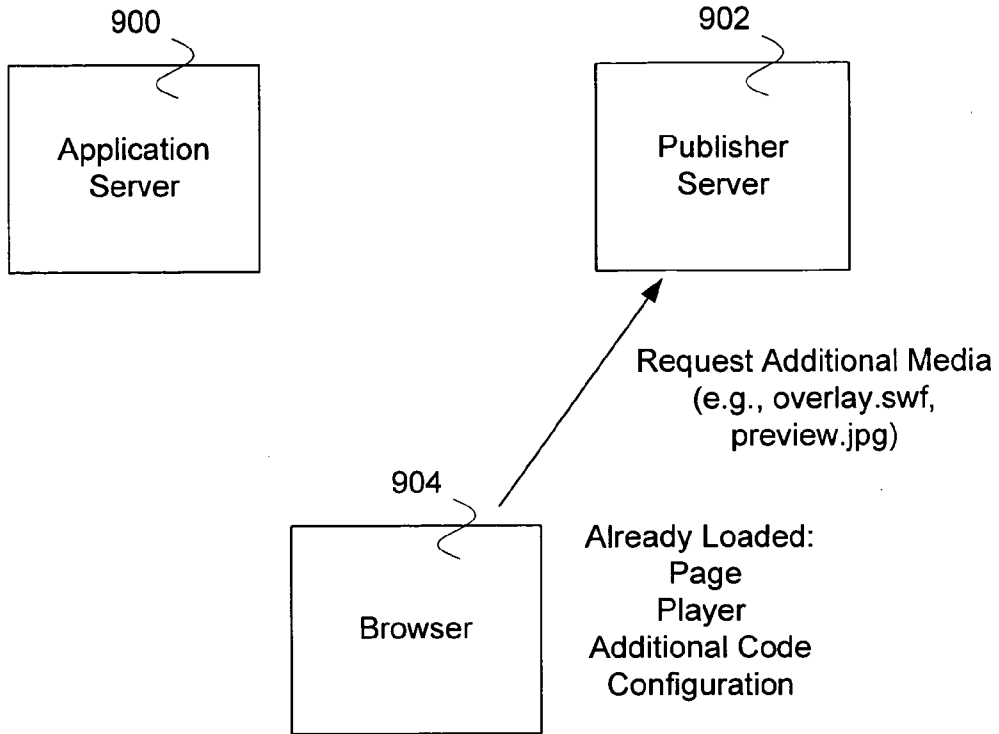 900
902
Application
Server
Publisher
Server
Request Additional Media
(e.g., overlay.swf,
preview.jpg)
904
Browser
Already Loaded:
Page
Player
Additional Code
Configuration